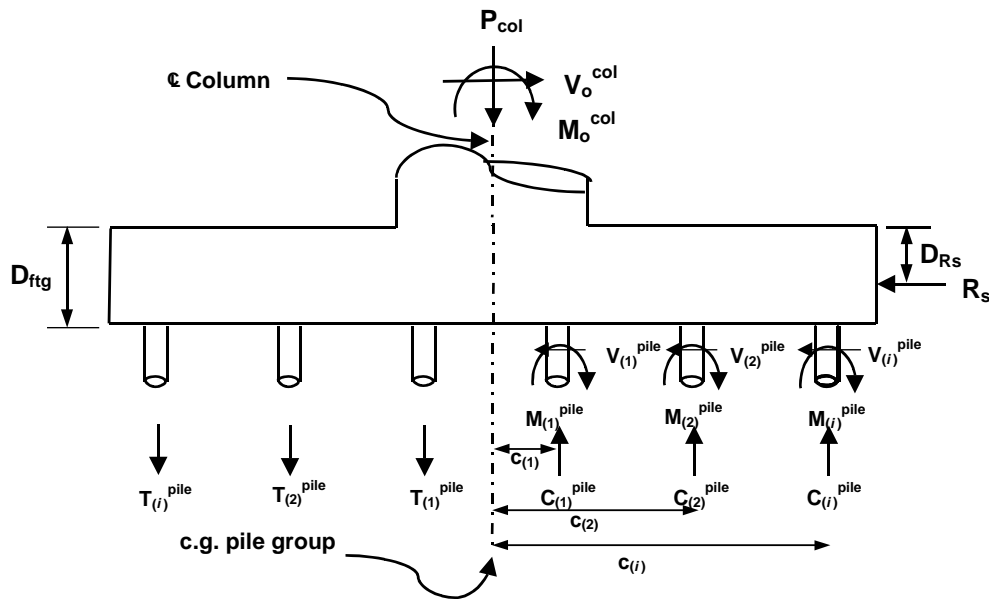 P_col
℄ Column
V_o^col
M_o^col
D_ftg
D_Rs
R_s
V_(1)^pile
V_(2)^pile
V_(i)^pile
M_(1)^pile
M_(2)^pile
M_(i)^pile
c_(1)
T_(i)^pile
T_(2)^pile
T_(1)^pile
C_(1)^pile
C_(2)^pile
C_(i)^pile
c_(2)
c.g. pile group
c_(i)